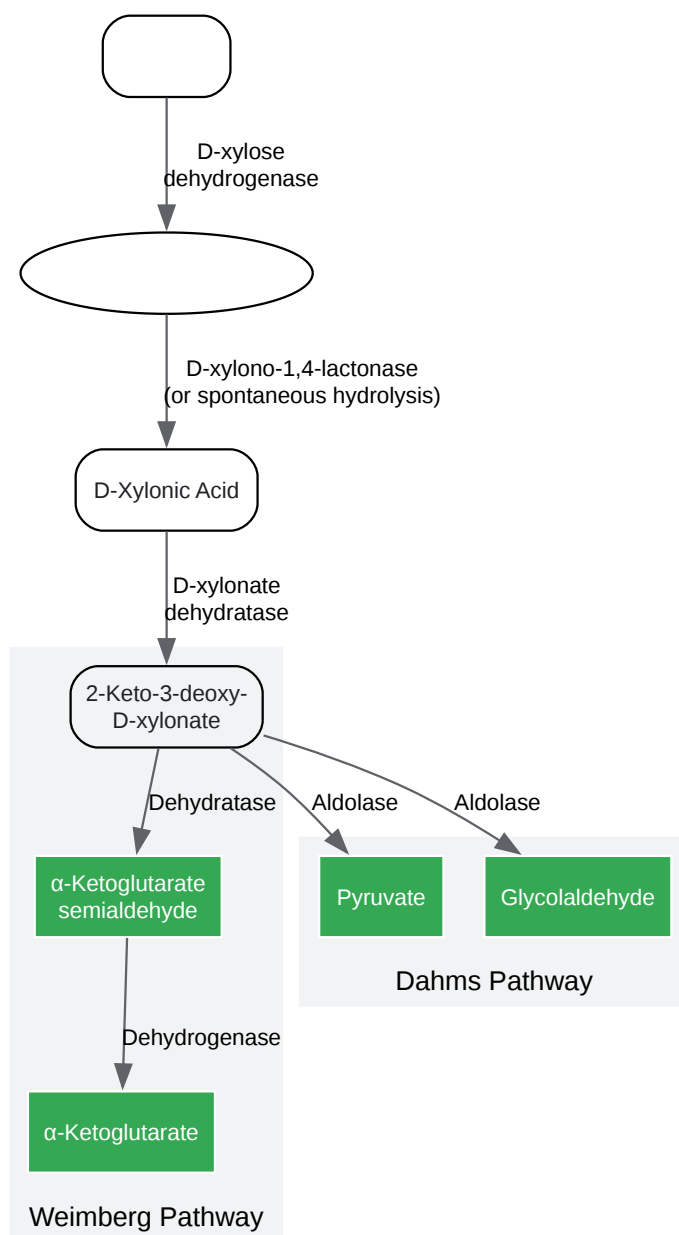 D-xylose
dehydrogenase
D-xylono-1,4-lactonase
(or spontaneous hydrolysis)
D-Xylonic Acid
D-xylonate
dehydratase
2-Keto-3-deoxy-
D-xylonate
Dehydratase
Aldolase
Aldolase
α-Ketoglutarate
semialdehyde
Pyruvate
Glycolaldehyde
Dahms Pathway
Dehydrogenase
α-Ketoglutarate
Weimberg Pathway